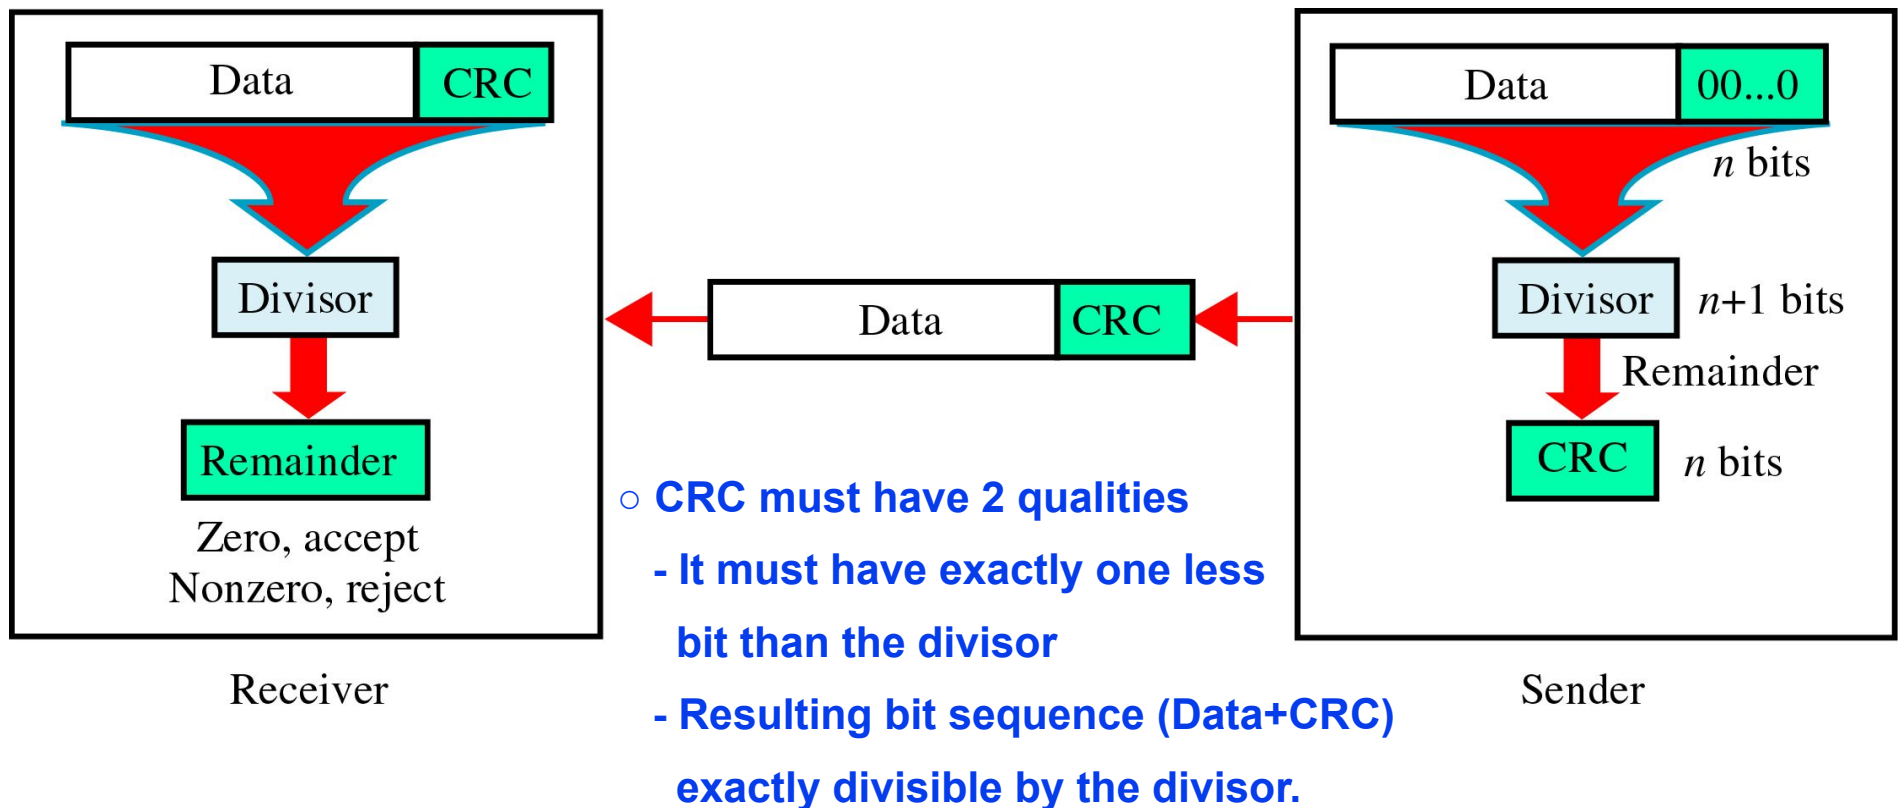 Data CRC
Divisor
Remainder
Zero, accept
Nonzero, reject
Receiver
Data CRC
○ CRC must have 2 qualities
- It must have exactly one less
bit than the divisor
- Resulting bit sequence (Data+CRC)
exactly divisible by the divisor.
Data 00...0
n bits
Divisor n+1 bits
Remainder
CRC n bits
Sender